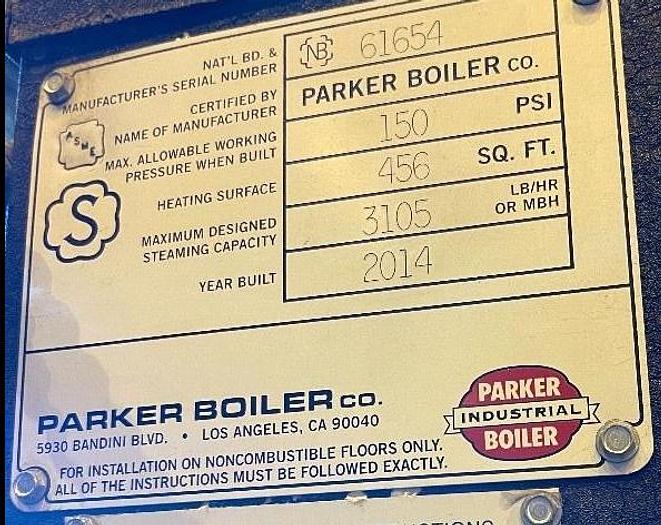 NAT'L BD. &
MANUFACTURER'S SERIAL NUMBER
NB 61654
CERTIFIED BY
NAME OF MANUFACTURER
PARKER BOILER CO.
ASME
MAX. ALLOWABLE WORKING
PRESSURE WHEN BUILT
150 PSI
S
HEATING SURFACE
456 SQ. FT.
MAXIMUM DESIGNED
STEAMING CAPACITY
3105 LB/HR
OR MBH
YEAR BUILT
2014
PARKER BOILER CO.
5930 BANDINI BLVD. • LOS ANGELES, CA 90040
FOR INSTALLATION ON NONCOMBUSTIBLE FLOORS ONLY.
ALL OF THE INSTRUCTIONS MUST BE FOLLOWED EXACTLY.
PARKER
INDUSTRIAL
BOILER